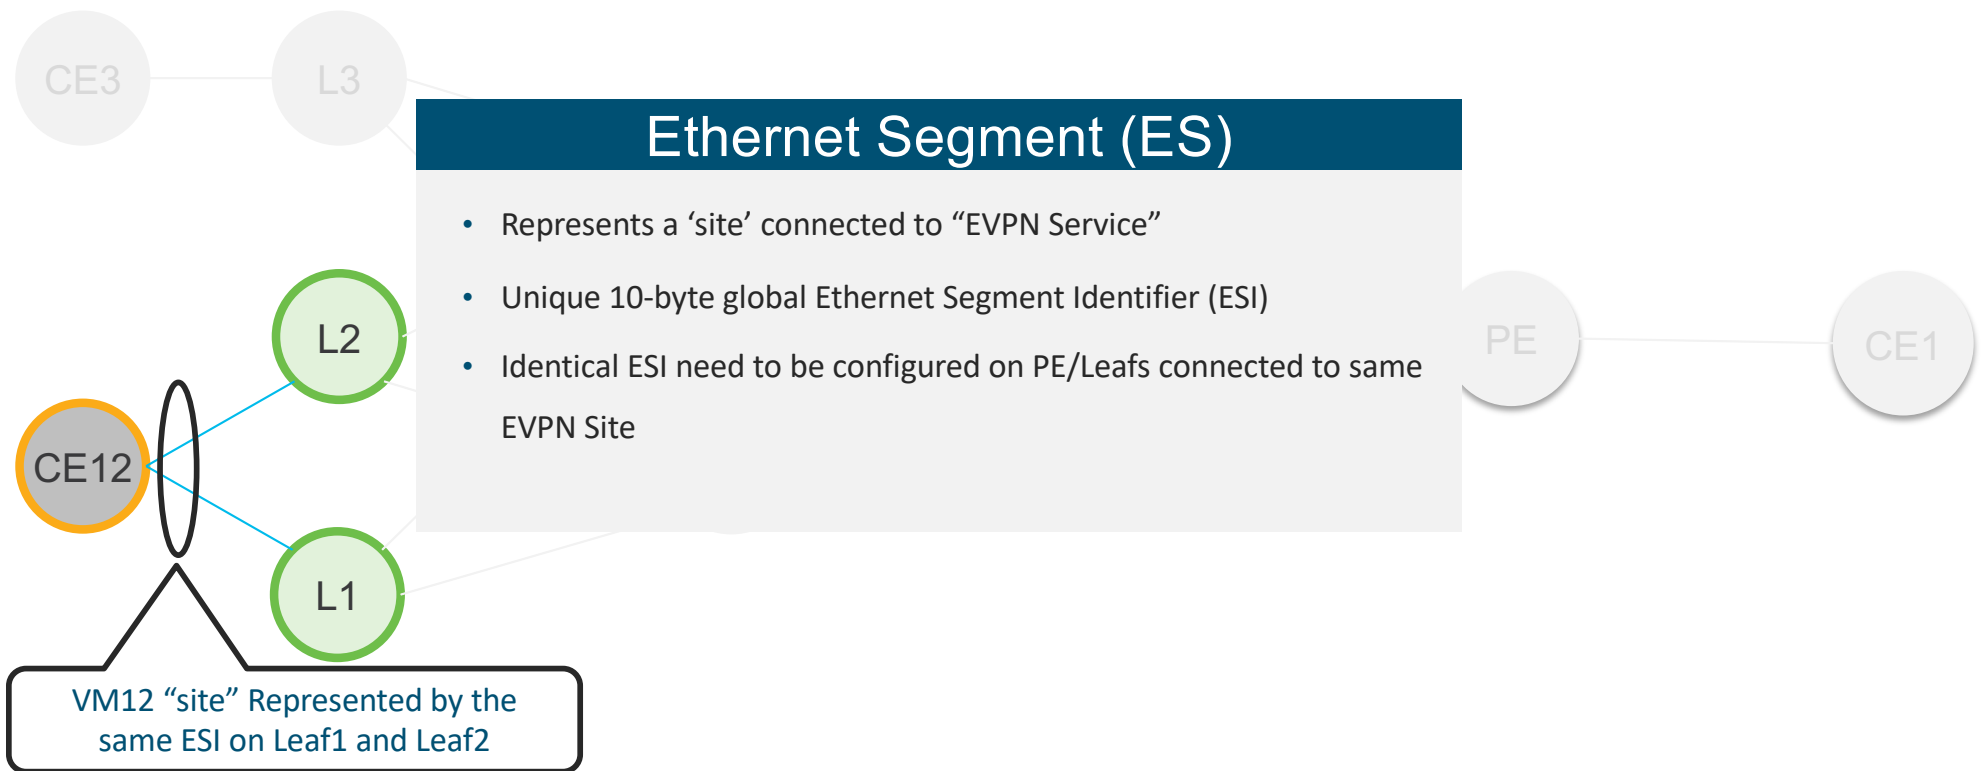 CE3
L3
Ethernet Segment (ES)
• Represents a ‘site’ connected to “EVPN Service”
• Unique 10-byte global Ethernet Segment Identifier (ESI)
• Identical ESI need to be configured on PE/Leafs connected to same
EVPN Site
L2
PE
CE1
CE12
L1
VM12 “site” Represented by the
same ESI on Leaf1 and Leaf2